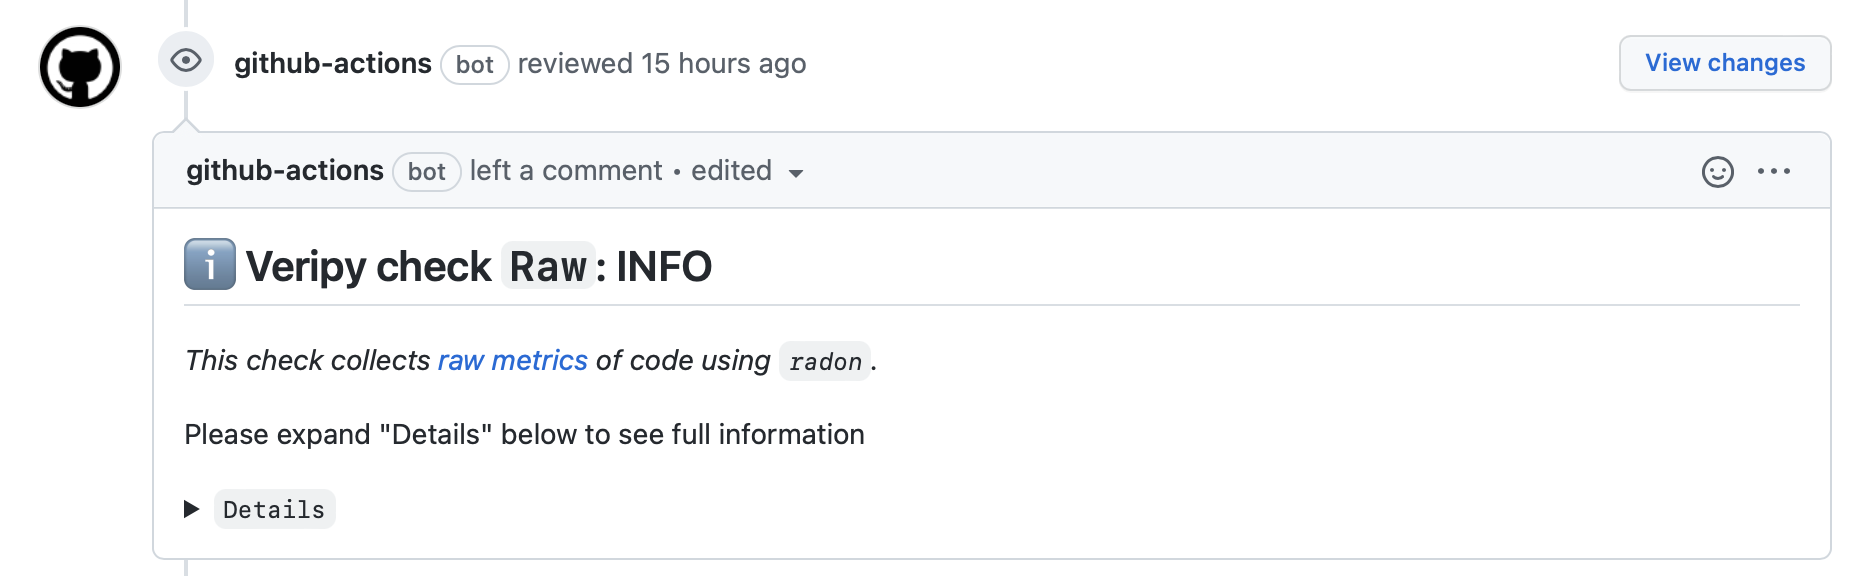 github-actions bot reviewed 15 hours ago
View changes
github-actions bot left a comment • edited
ℹ️ Veripy check Raw: INFO
This check collects raw metrics of code using radon.
Please expand "Details" below to see full information
Details